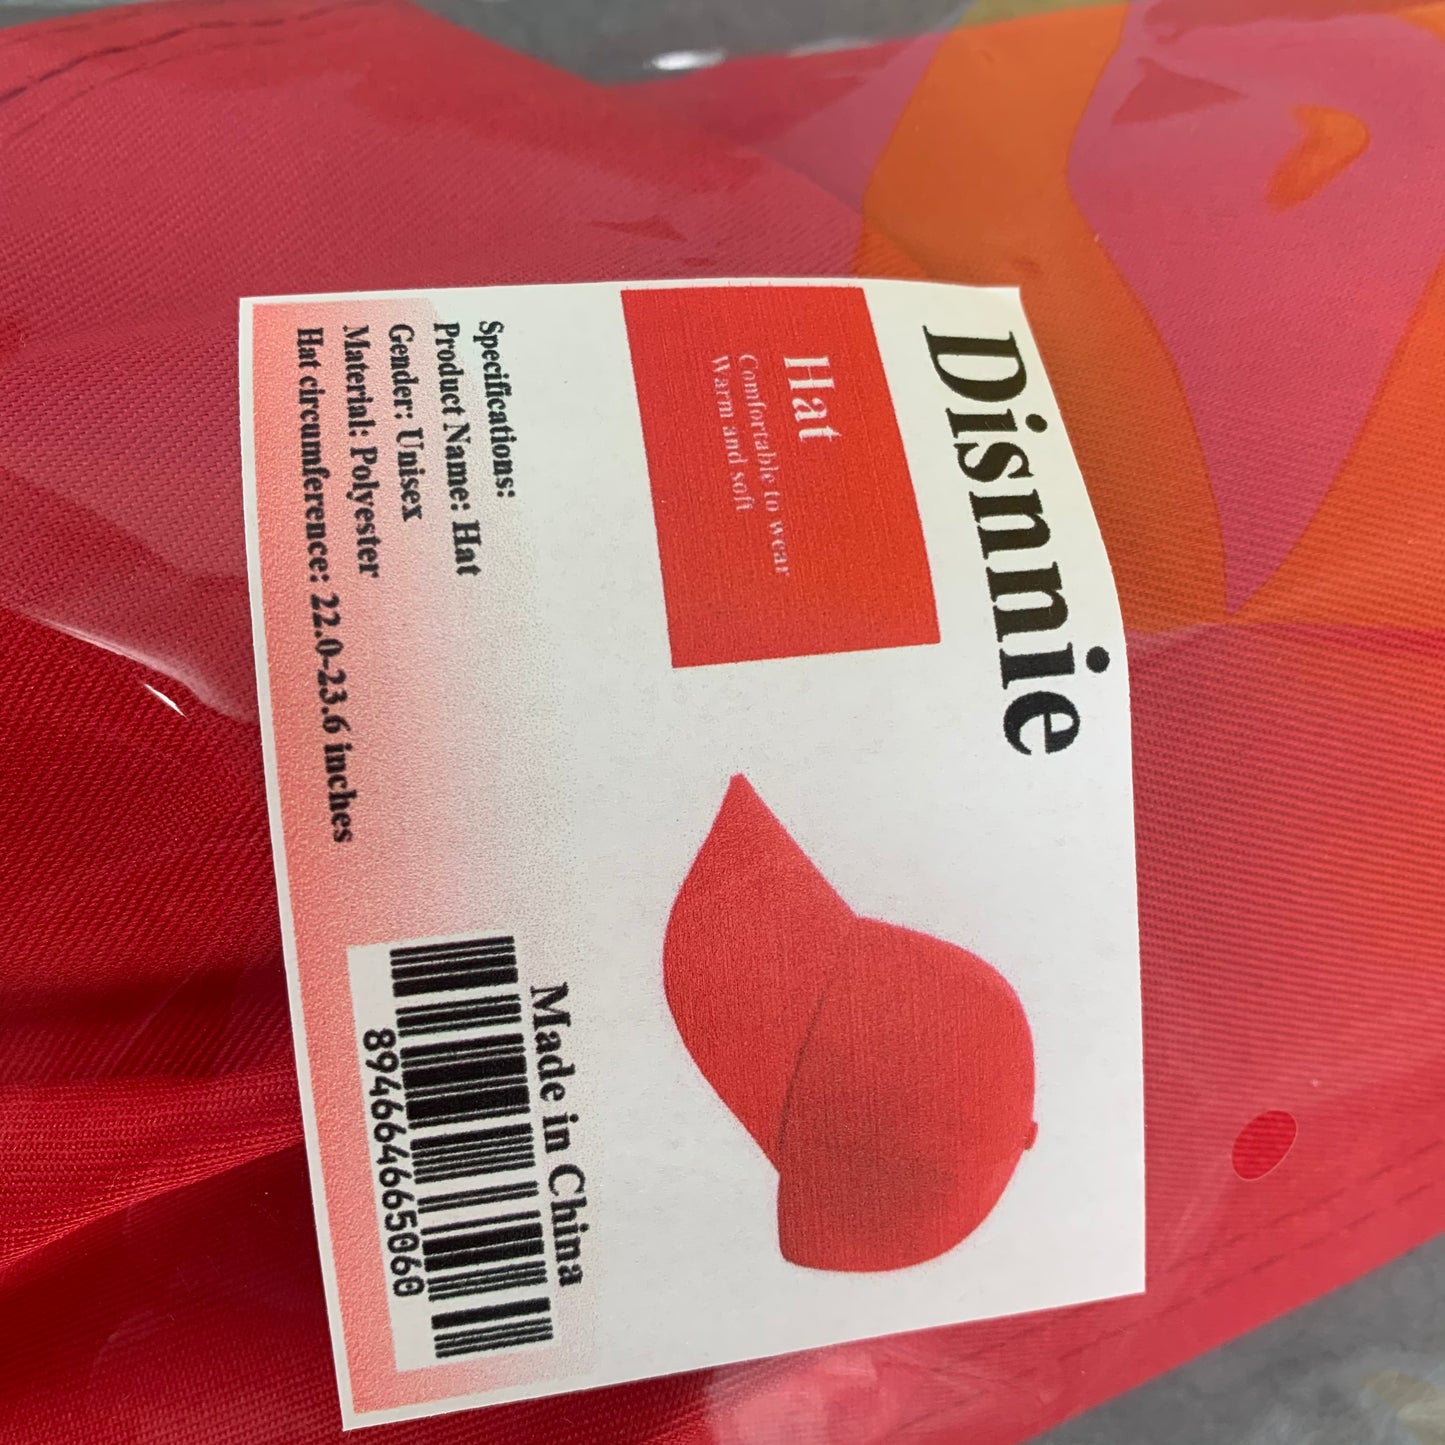 Disnnie
Hat
Comfortable to wear
Warm and soft
Specifications:
Product Name: Hat
Gender: Unisex
Material: Polyester
Hat circumference: 22.0-23.6 inches
Made in China
894664665060